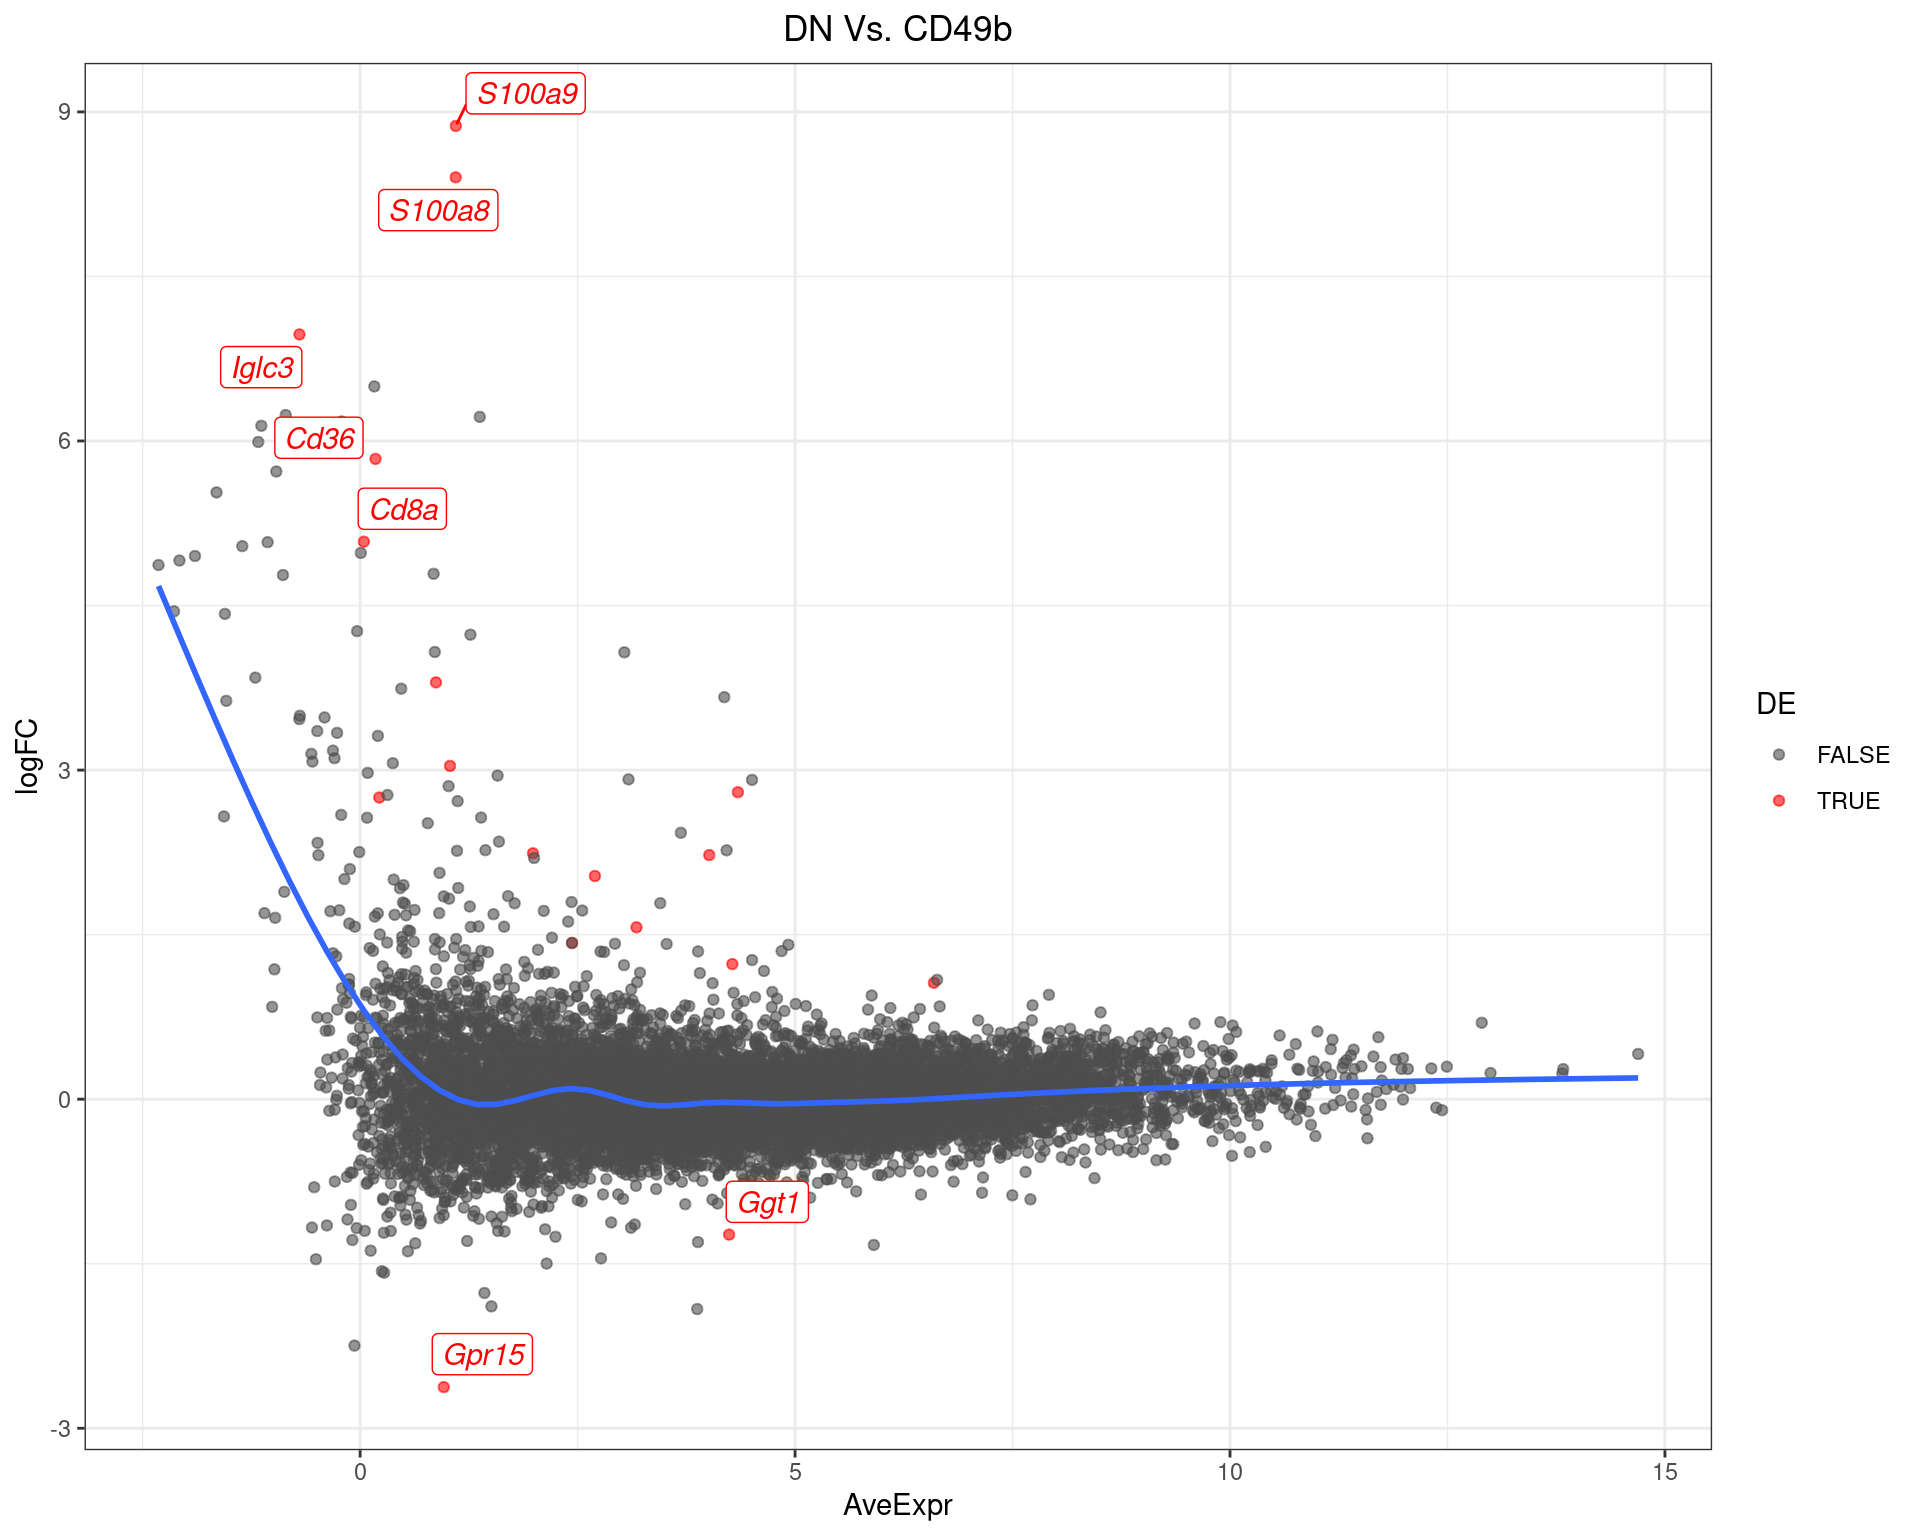 DN Vs. CD49b
S100a9
S100a8
Iglc3
Cd36
Cd8a
Ggt1
Gpr15
9
6
3
0
-3
logFC
0 5 10 15
AveExpr
DE
FALSE
TRUE